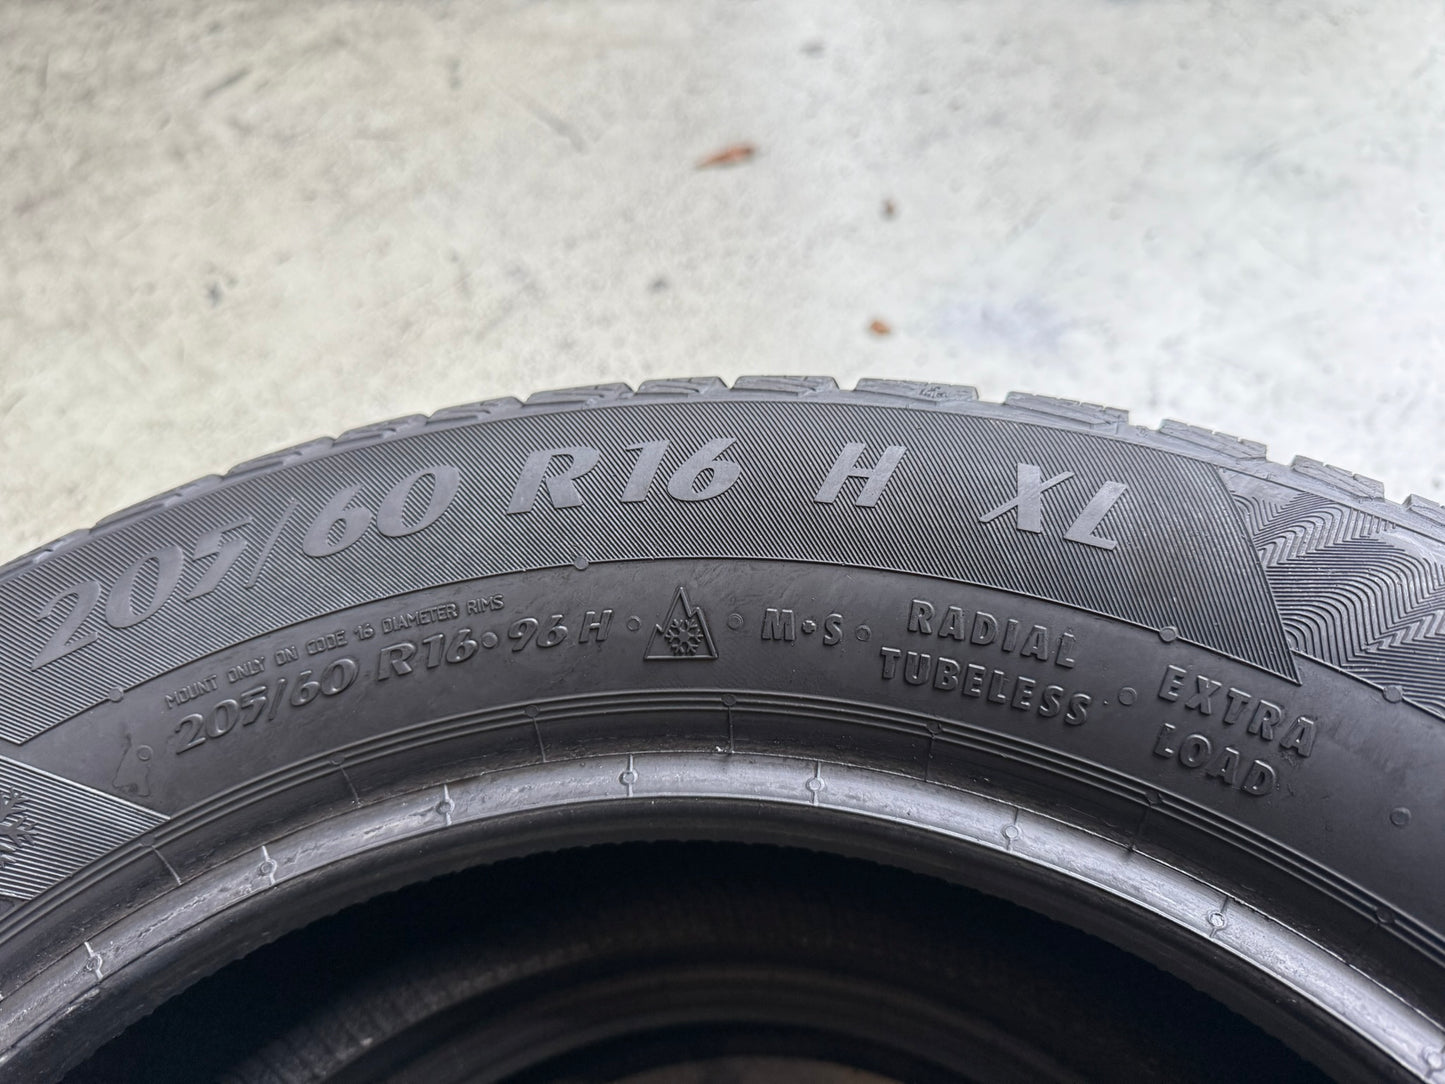 205/60 R16 H XL
MOUNT ONLY ON CODE 16 DIAMETER RIMS
205/60 R16 • 96 H
M•S
RADIAL
TUBELESS
EXTRA
LOAD